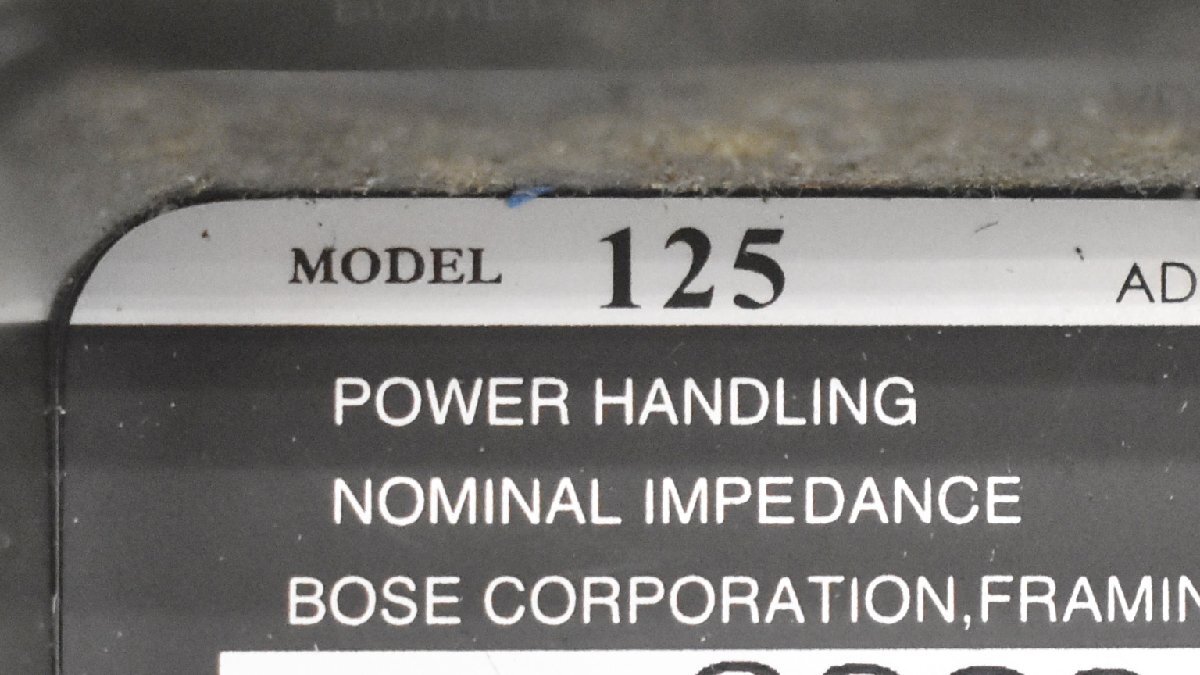 MODEL 125 AD
POWER HANDLING
NOMINAL IMPEDANCE
BOSE CORPORATION,FRAMIN